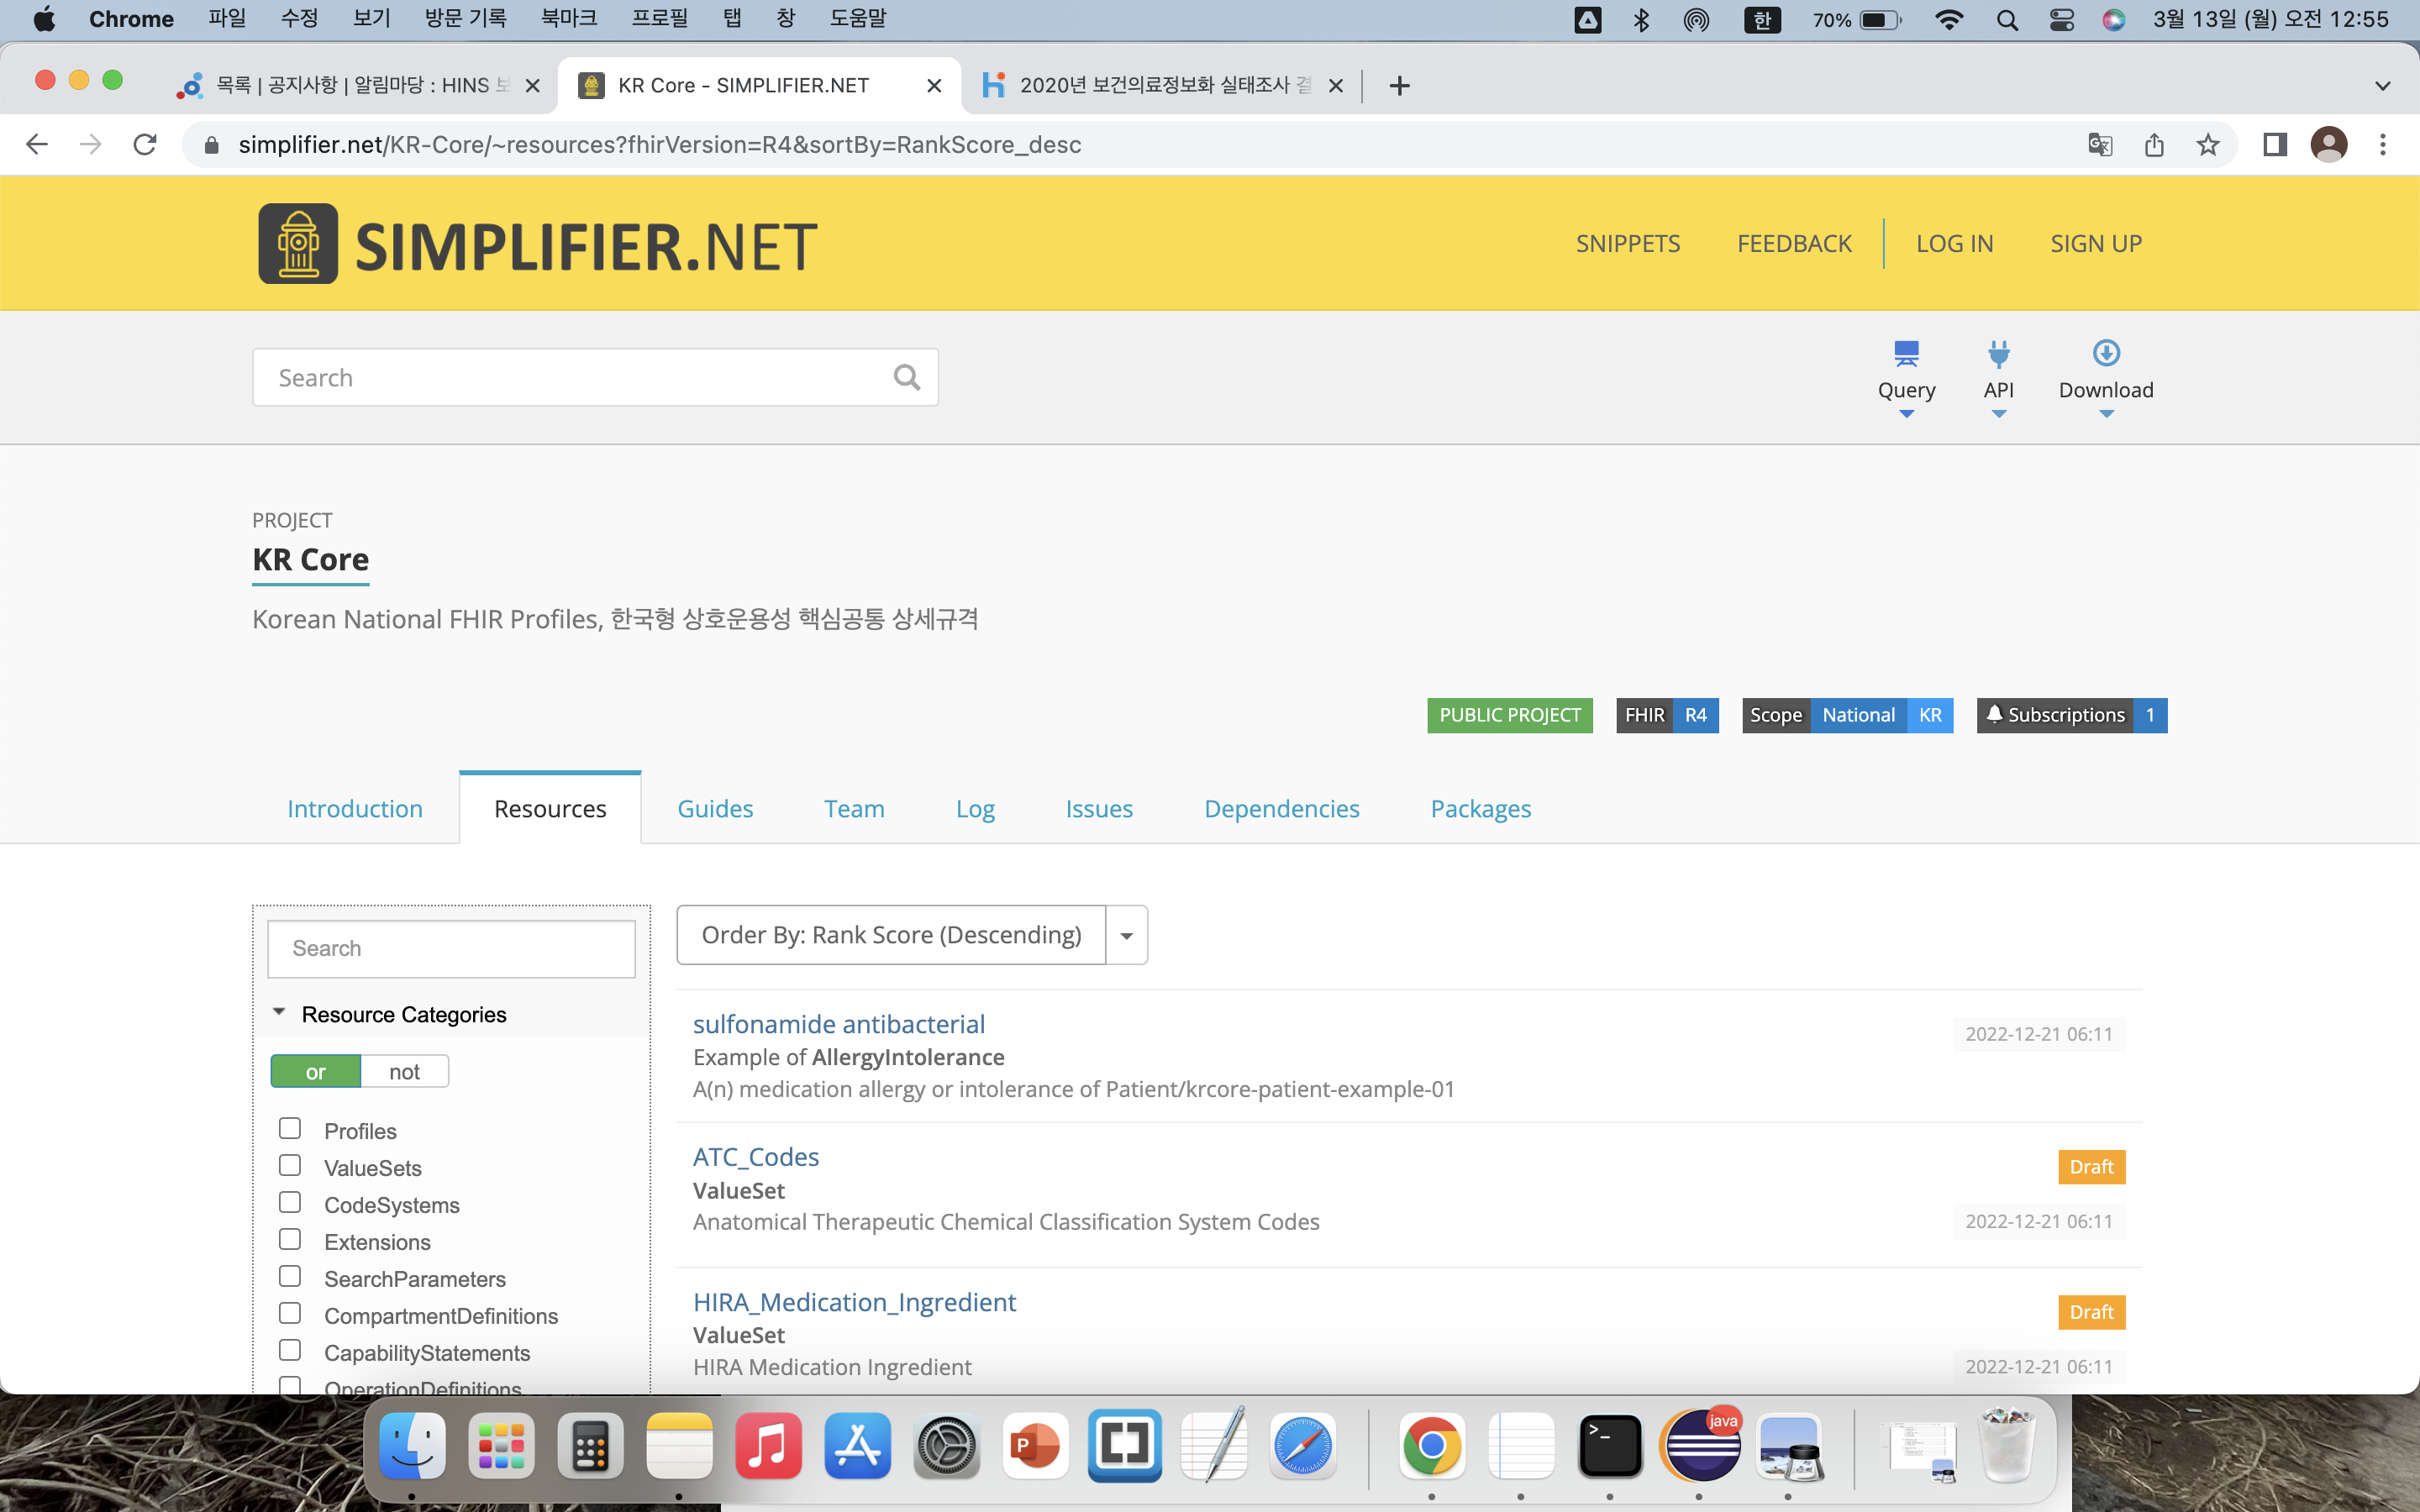 Chrome 파일 수정 보기 방문 기록 북마크 프로필 탭 창 도움말 한 70% 3월 13일 (월) 오전 12:55
목록 | 공지사항 | 알림마당 : HINS KR Core - SIMPLIFIER.NET 2020년 보건의료정보화 실태조사
simplifier.net/KR-Core/~resources?fhirVersion=R4&sortBy=RankScore_desc
SIMPLIFIER.NET SNIPPETS FEEDBACK LOG IN SIGN UP
Search Query API Download
PROJECT
KR Core
Korean National FHIR Profiles, 한국형 상호운용성 핵심공통 상세규격
PUBLIC PROJECT FHIR R4 Scope National KR Subscriptions 1
Introduction Resources Guides Team Log Issues Dependencies Packages
Search
Resource Categories
or not
Profiles
ValueSets
CodeSystems
Extensions
SearchParameters
CompartmentDefinitions
CapabilityStatements
OperationDefinitions
Order By: Rank Score (Descending)
sulfonamide antibacterial
2022-12-21 06:11
Example of AllergyIntolerance
A(n) medication allergy or intolerance of Patient/krcore-patient-example-01
ATC_Codes
Draft
ValueSet
Anatomical Therapeutic Chemical Classification System Codes
2022-12-21 06:11
HIRA_Medication_Ingredient
Draft
ValueSet
HIRA Medication Ingredient
2022-12-21 06:11
java
P